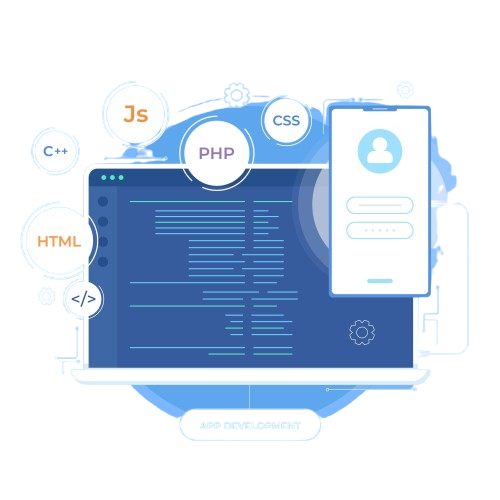 Js
CSS
C++
PHP
HTML
</>
APP DEVELOPMENT